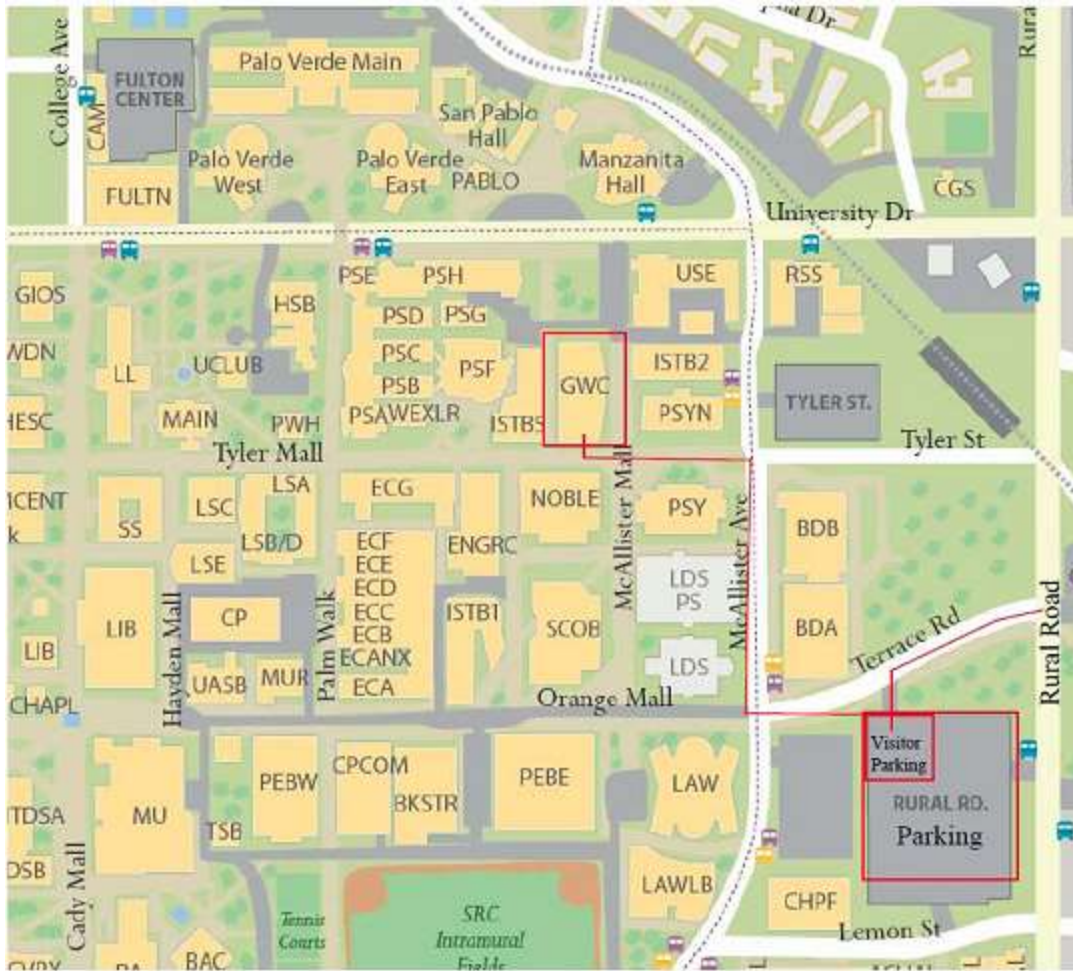 College Ave
FULTON
CENTER
CAM
FULTN
Palo Verde Main
San Pablo
Hall
Palo Verde
West
Palo Verde
East
PABLO
Manzanita
Hall
Dr
CGS
University Dr
GIOS
HSB
PSE
PSH
USE
RSS
PSD
PSG
WDN
UCLUB
PSC
PSF
ISTB2
LL
PSB
GWC
TYLER ST.
HESC
MAIN
PWH
PSA
WEXLR
ISTB5
PSYN
Tyler Mall
Tyler St
LSA
ECG
NOBLE
McAllister Mall
PSY
McAllister Ave
SS
LSC
LSB/D
ECF
ENGRC
BDB
LSE
ECE
ECD
LDS
PS
LIB
Hayden Mall
CP
Palm Walk
ECC
ISTB1
SCOB
BDA
Terrace Rd
Rural Road
LIB
ECB
ECANX
UASB
MUR
ECA
LDS
CHAPL
Orange Mall
Visitor
Parking
PEBW
CPCOM
PEBE
LAW
RURAL RD.
Parking
TDSA
MU
TSB
BKSTR
DSB
Cady Mall
LAWLB
CHPF
Lemon St
Tennis
Courts
SRC
Intramural
Fields
BAC